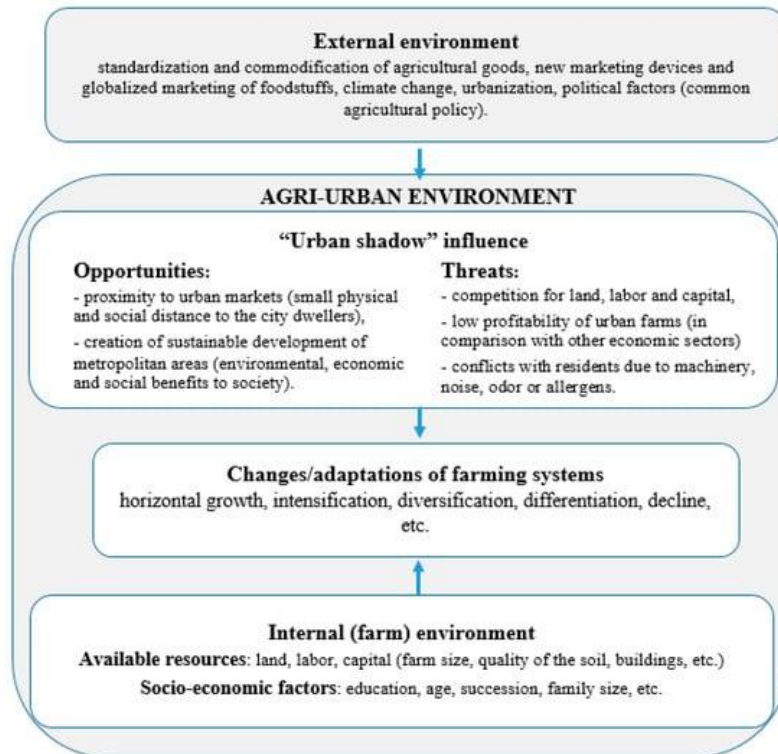 External environment
standardization and commodification of agricultural goods, new marketing devices and
globalized marketing of foodstuffs, climate change, urbanization, political factors (common
agricultural policy).
AGRI-URBAN ENVIRONMENT
“Urban shadow” influence
Opportunities:
- proximity to urban markets (small physical
and social distance to the city dwellers),
- creation of sustainable development of
metropolitan areas (environmental, economic
and social benefits to society).
Threats:
- competition for land, labor and capital,
- low profitability of urban farms (in
comparison with other economic sectors)
- conflicts with residents due to machinery,
noise, odor or allergens.
Changes/adaptations of farming systems
horizontal growth, intensification, diversification, differentiation, decline,
etc.
Internal (farm) environment
Available resources: land, labor, capital (farm size, quality of the soil, buildings, etc.)
Socio-economic factors: education, age, succession, family size, etc.